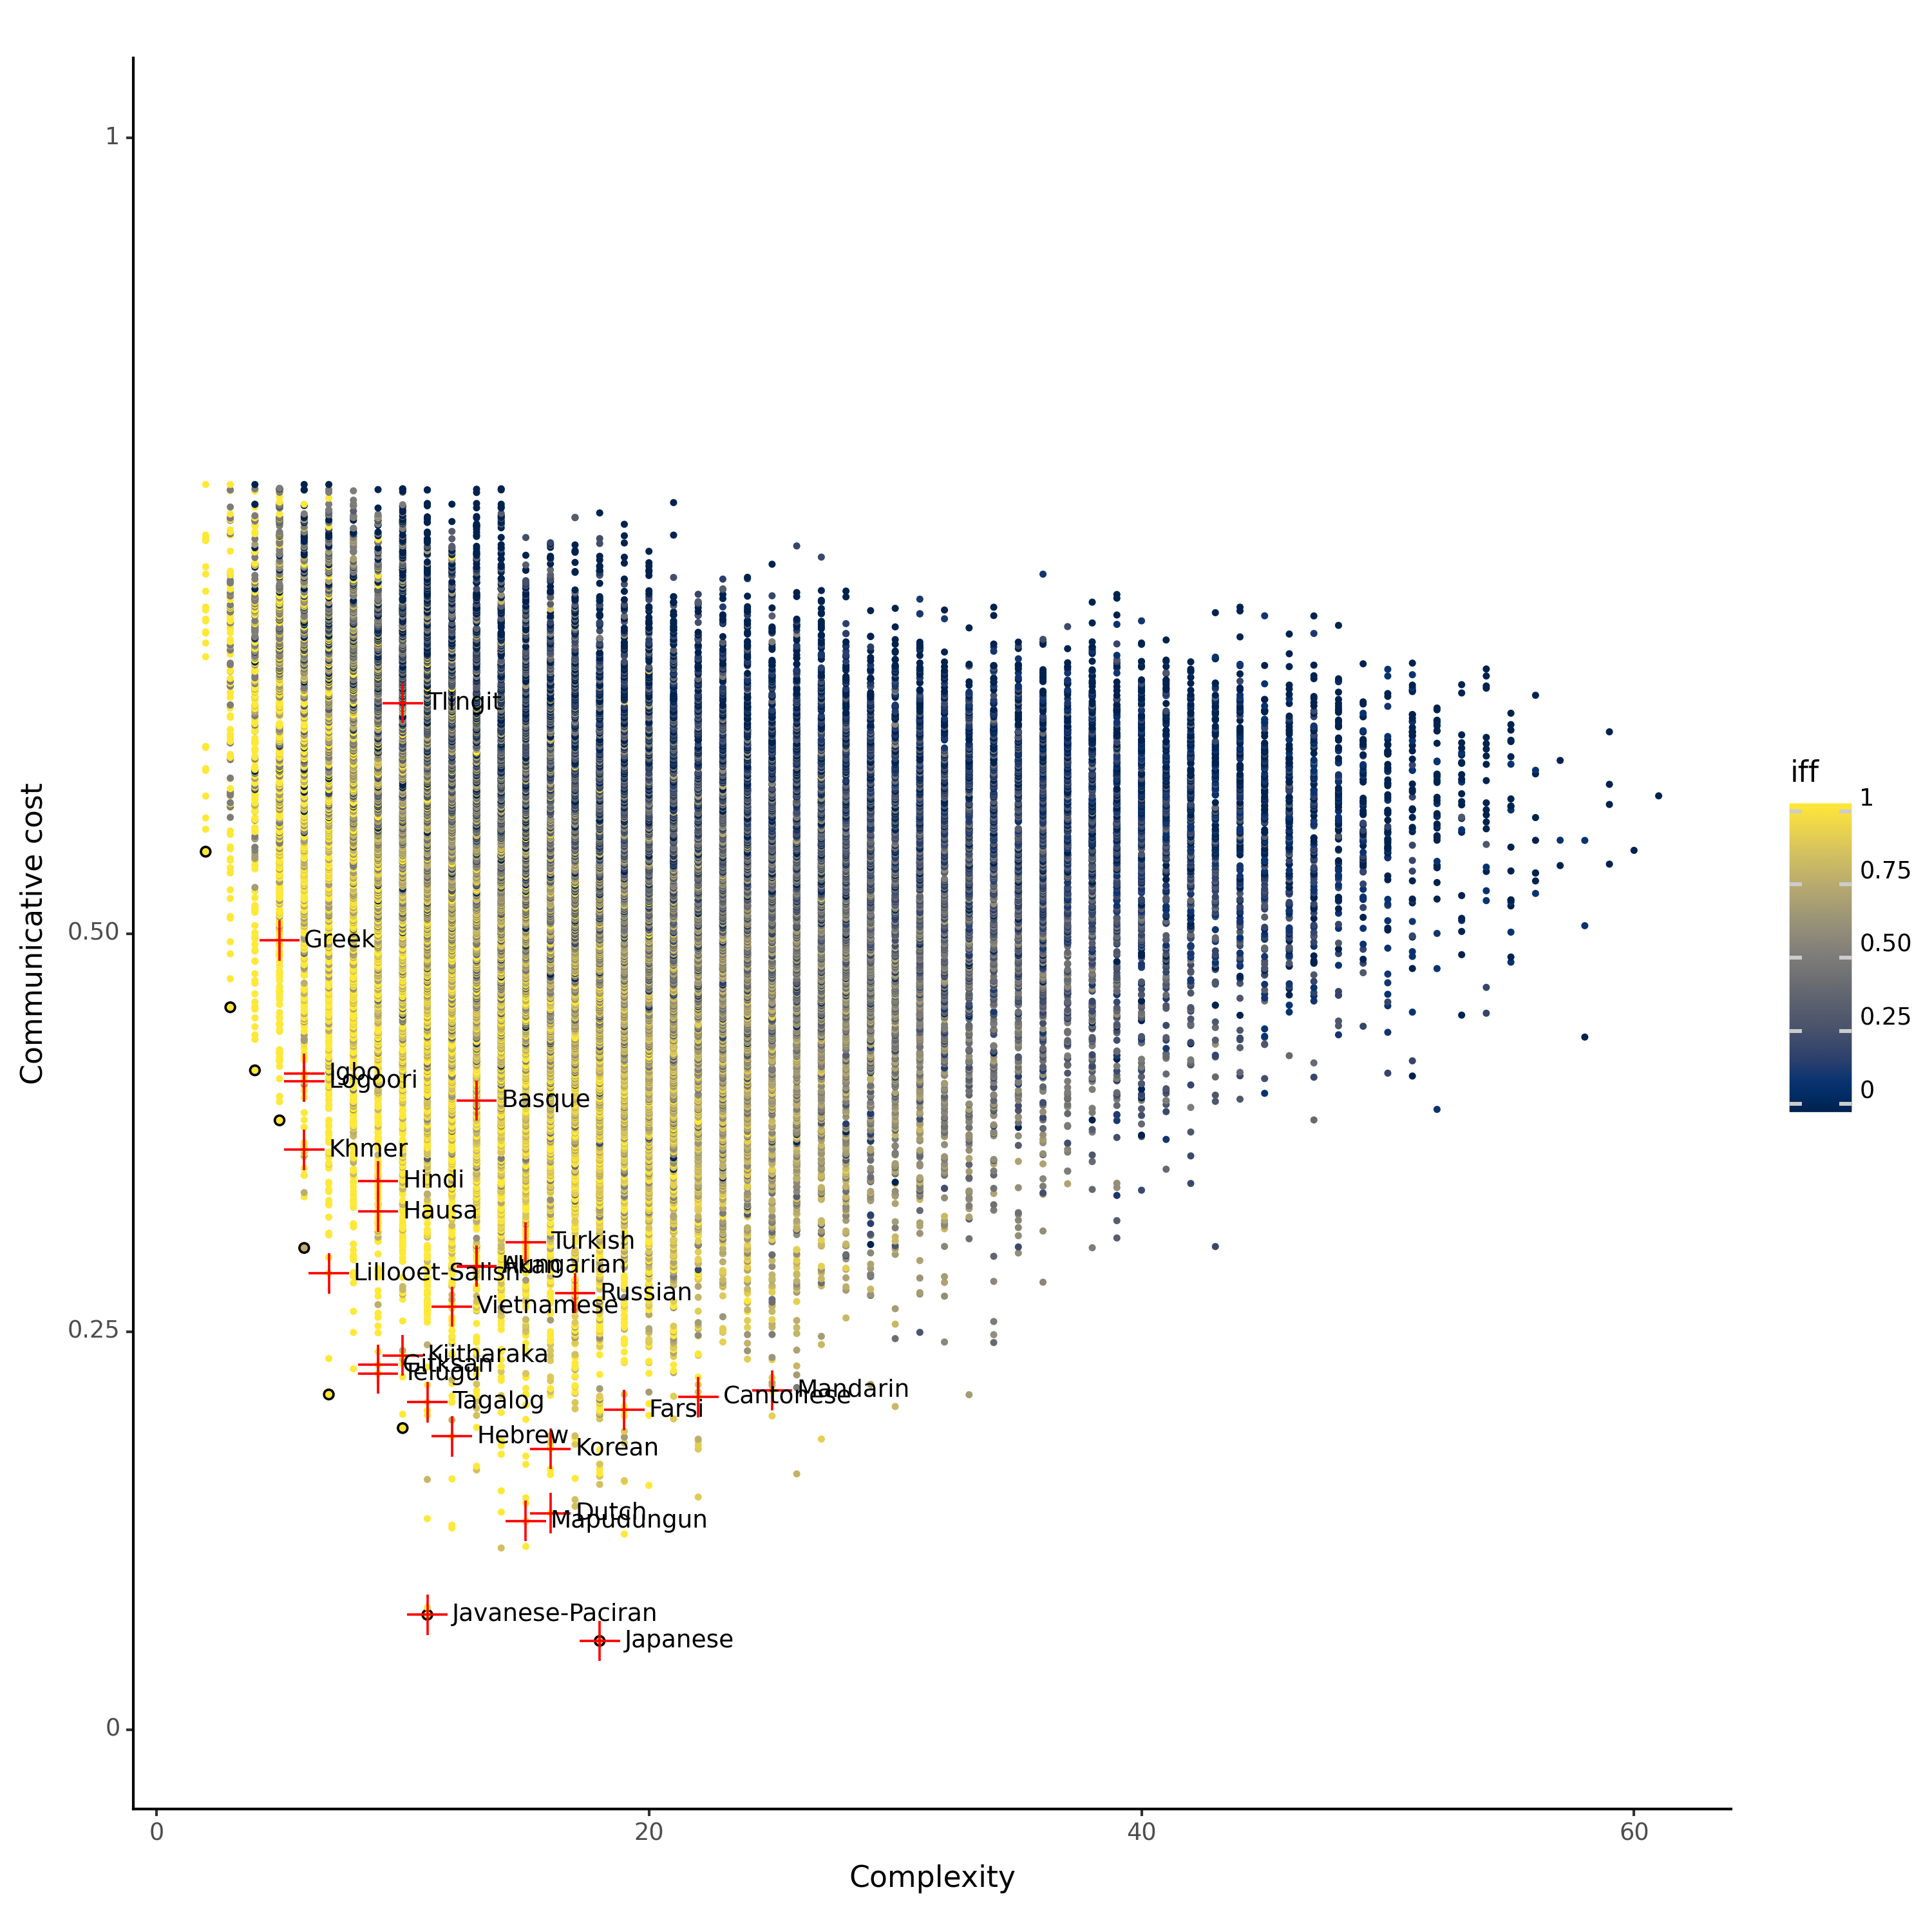 Communicative cost
1
0.50
0.25
0
0
20
40
60
Complexity
Tlingit
Greek
Igbo
Logoori
Basque
Khmer
Hindi
Hausa
Turkish
Akan
Hungarian
Lillooet-Salish
Russian
Vietnamese
Kiitharaka
Gitksan
Telugu
Mandarin
Cantonese
Tagalog
Farsi
Hebrew
Korean
Dutch
Mapudungun
Javanese-Paciran
Japanese
iff
1
0.75
0.50
0.25
0